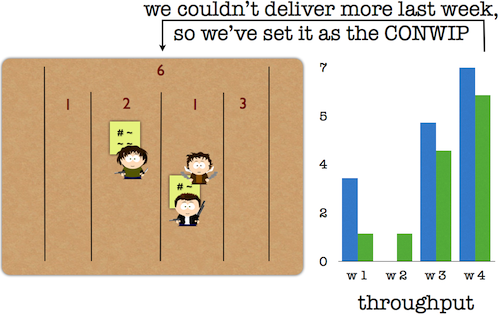 we couldn't deliver more last week,
so we've set it as the CONWIP
6
1 2 1 3
# ~
~ ~
# ~
7
5
4
2
0
w 1 w 2 w 3 w 4
throughput